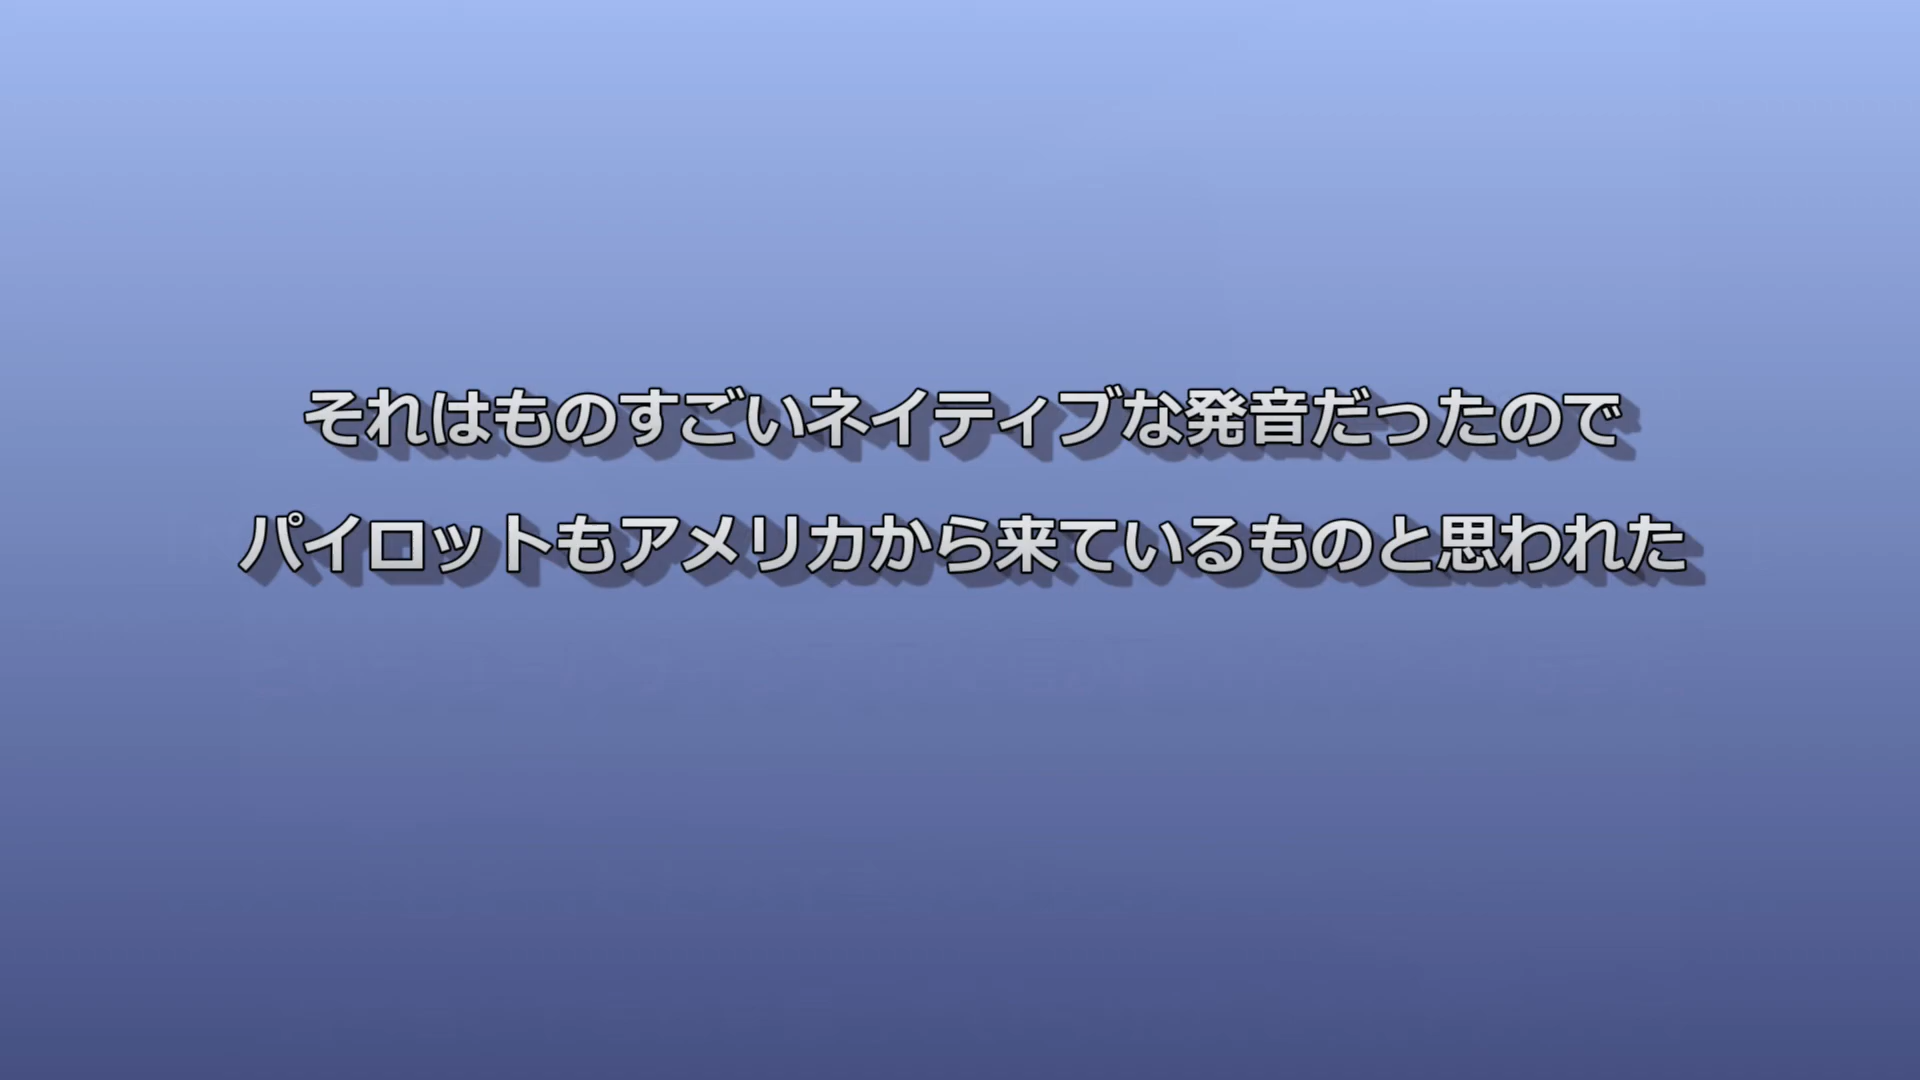 それはものすごいネイティブな発音だったので
パイロットもアメリカから来ているものと思われた